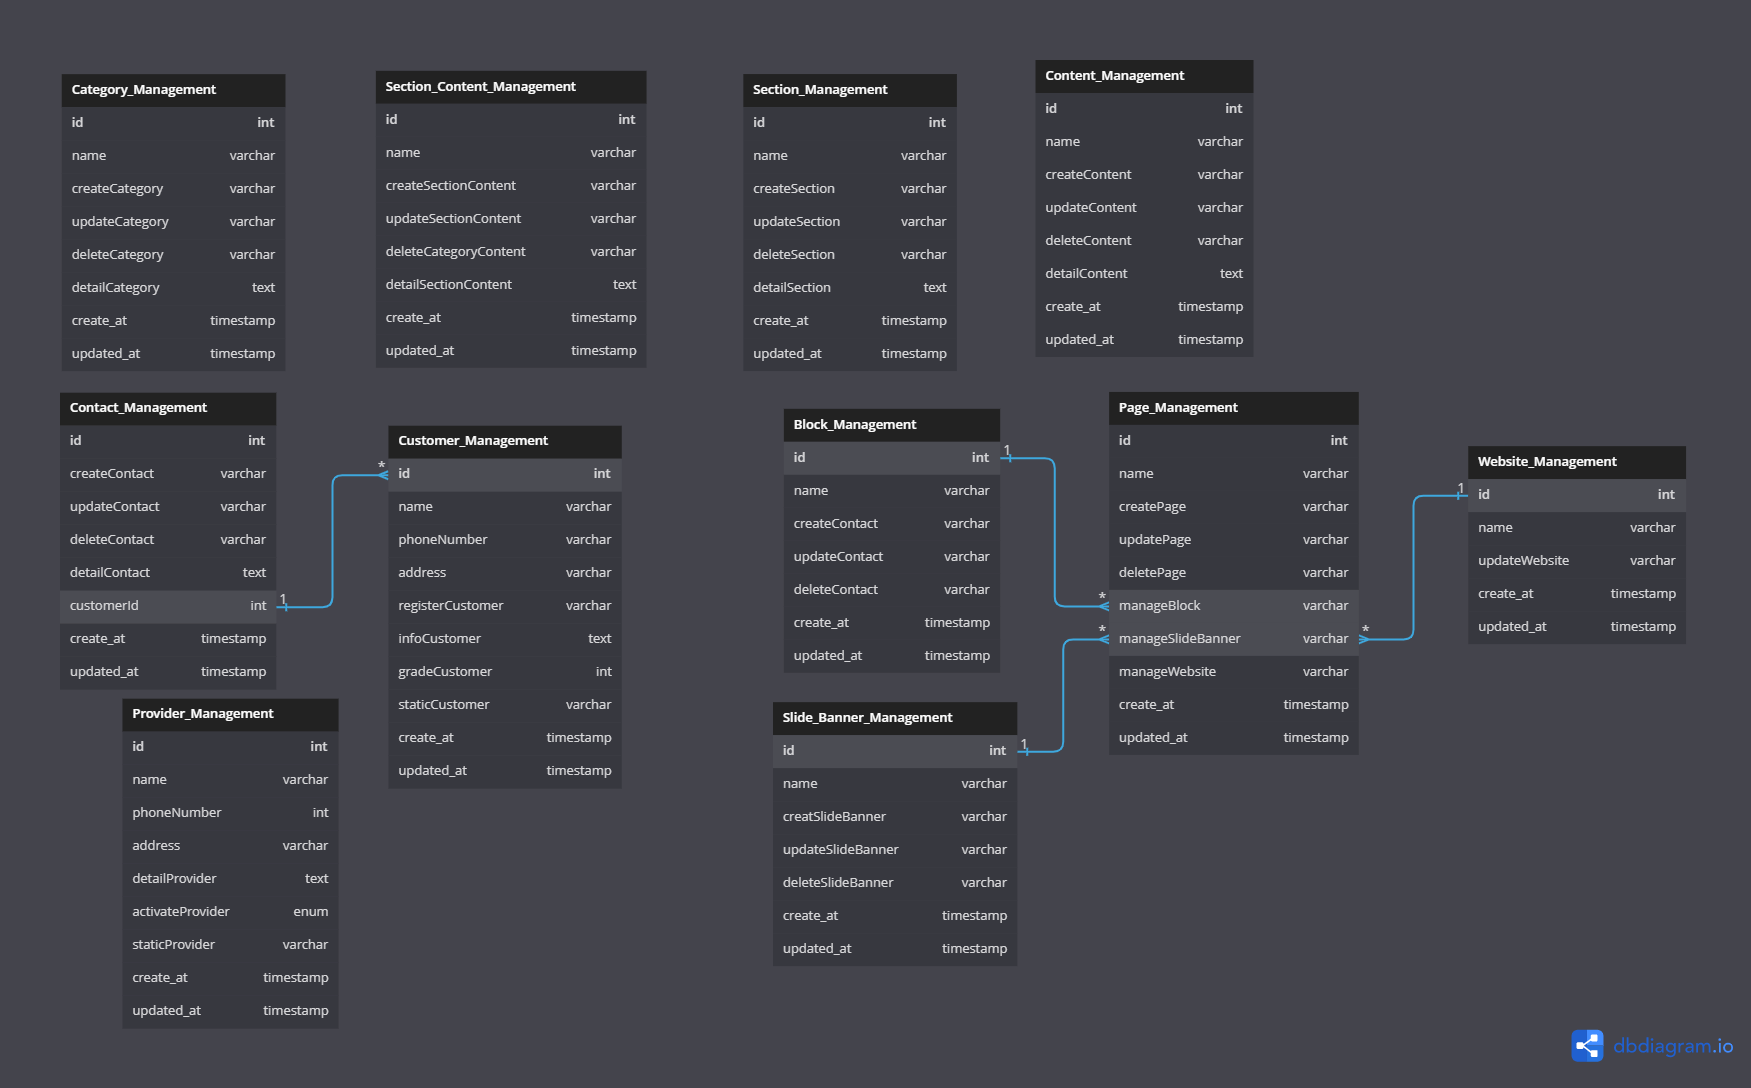 Category_Management
id int
name varchar
createCategory varchar
updateCategory varchar
deleteCategory varchar
detailCategory text
create_at timestamp
updated_at timestamp
Section_Content_Management
id int
name varchar
createSectionContent varchar
updateSectionContent varchar
deleteCategoryContent varchar
detailSectionContent text
create_at timestamp
updated_at timestamp
Section_Management
id int
name varchar
createSection varchar
updateSection varchar
deleteSection varchar
detailSection text
create_at timestamp
updated_at timestamp
Content_Management
id int
name varchar
createContent varchar
updateContent varchar
deleteContent varchar
detailContent text
create_at timestamp
updated_at timestamp
Contact_Management
id int
createContact varchar
updateContact varchar
deleteContact varchar
detailContact text
customerId int 1
create_at timestamp
updated_at timestamp
Customer_Management
* id int
name varchar
phoneNumber varchar
address varchar
registerCustomer varchar
infoCustomer text
gradeCustomer int
staticCustomer varchar
create_at timestamp
updated_at timestamp
Block_Management
id int 1
name varchar
createContact varchar
updateContact varchar
deleteContact varchar
create_at timestamp
updated_at timestamp
Page_Management
id int
name varchar
createPage varchar
updatePage varchar
deletePage varchar
* manageBlock varchar
* manageSlideBanner varchar *
manageWebsite varchar
create_at timestamp
updated_at timestamp
Website_Management
1 id int
name varchar
updateWebsite varchar
create_at timestamp
updated_at timestamp
Provider_Management
id int
name varchar
phoneNumber int
address varchar
detailProvider text
activateProvider enum
staticProvider varchar
create_at timestamp
updated_at timestamp
Slide_Banner_Management
id int 1
name varchar
creatSlideBanner varchar
updateSlideBanner varchar
deleteSlideBanner varchar
create_at timestamp
updated_at timestamp
dbdiagram.io